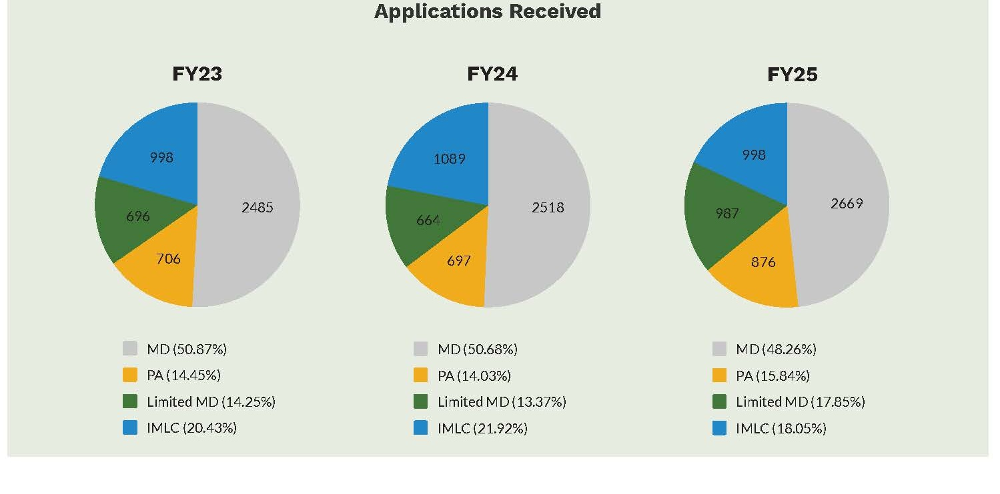 Applications Received
FY23
998
2485
696
706
MD (50.87%)
PA (14.45%)
Limited MD (14.25%)
IMLC (20.43%)
FY24
1089
2518
664
697
MD (50.68%)
PA (14.03%)
Limited MD (13.37%)
IMLC (21.92%)
FY25
998
2669
987
876
MD (48.26%)
PA (15.84%)
Limited MD (17.85%)
IMLC (18.05%)